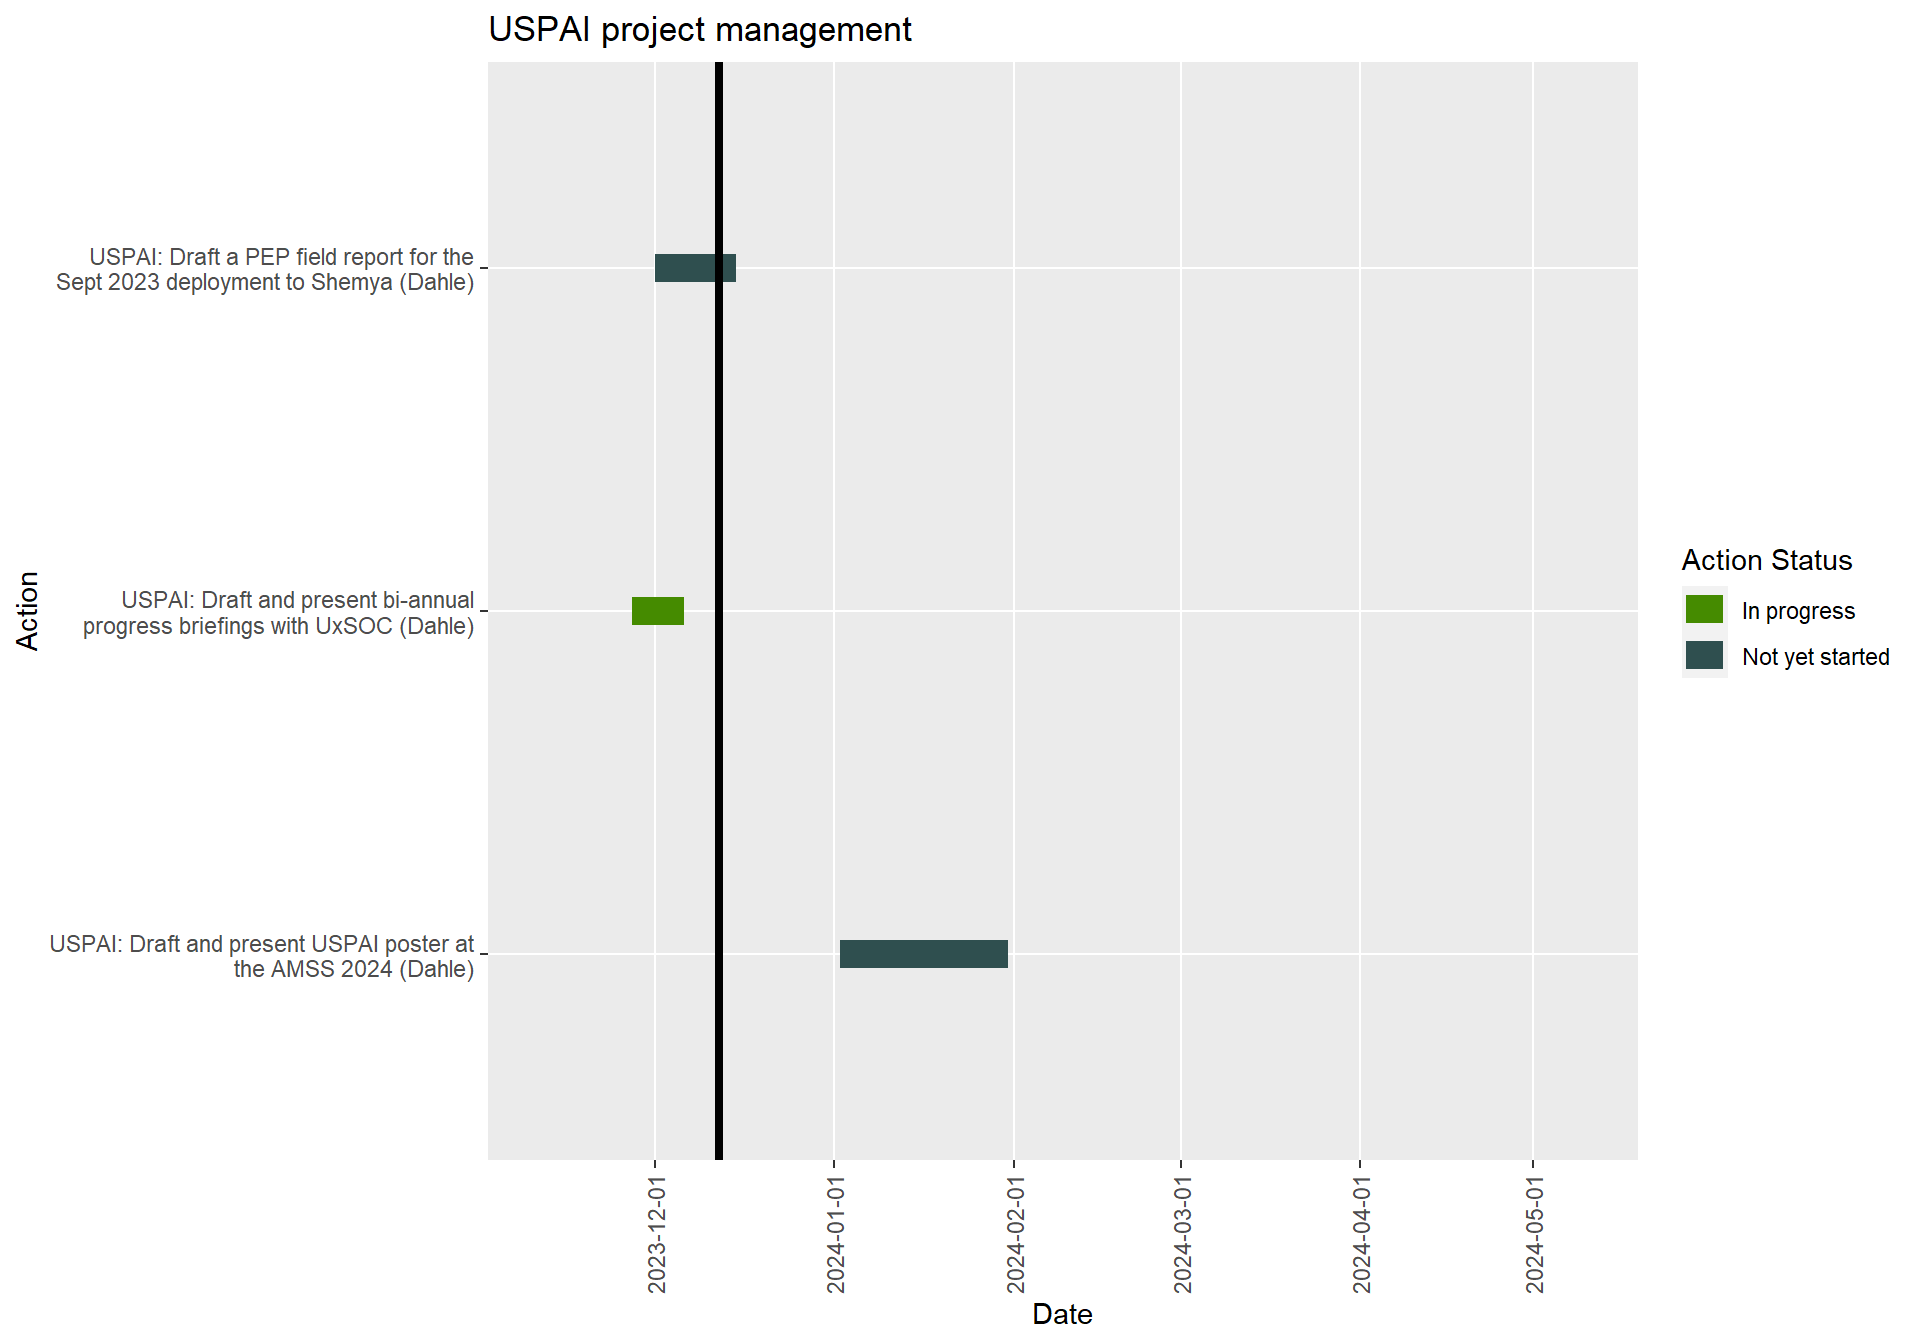 USPAI project management
USPAI: Draft a PEP field report for the
Sept 2023 deployment to Shemya (Dahle)
USPAI: Draft and present bi-annual
progress briefings with UxSOC (Dahle)
USPAI: Draft and present USPAI poster at
the AMSS 2024 (Dahle)
Action
2023-12-01
2024-01-01
2024-02-01
2024-03-01
2024-04-01
2024-05-01
Date
Action Status
In progress
Not yet started